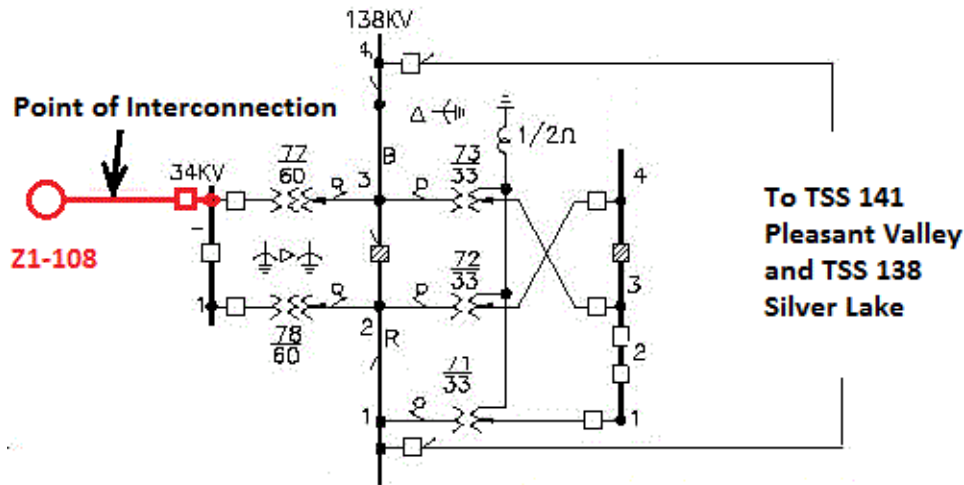 138KV
4
Point of Interconnection
Δ
1/2Ω
34KV
77
60
B
3
73
33
4
Z1-108
72
33
To TSS 141
Pleasant Valley
and TSS 138
Silver Lake
1
78
60
2
R
3
2
71
33
1
1